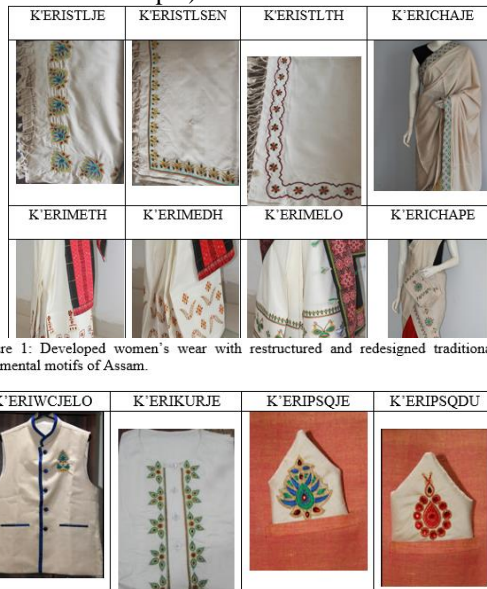 K'ERISTLJE K'ERISTLSEN K'ERISTLTH K'ERICHAJE
K'ERIMETH K'ERIMEDH K'ERIMELO K'ERICHAPE
re 1: Developed women's wear with restructured and redesigned traditiona
mental motifs of Assam.
K'ERIWCJELO K'ERIKURJE K'ERIPSQJE K'ERIPSQDU